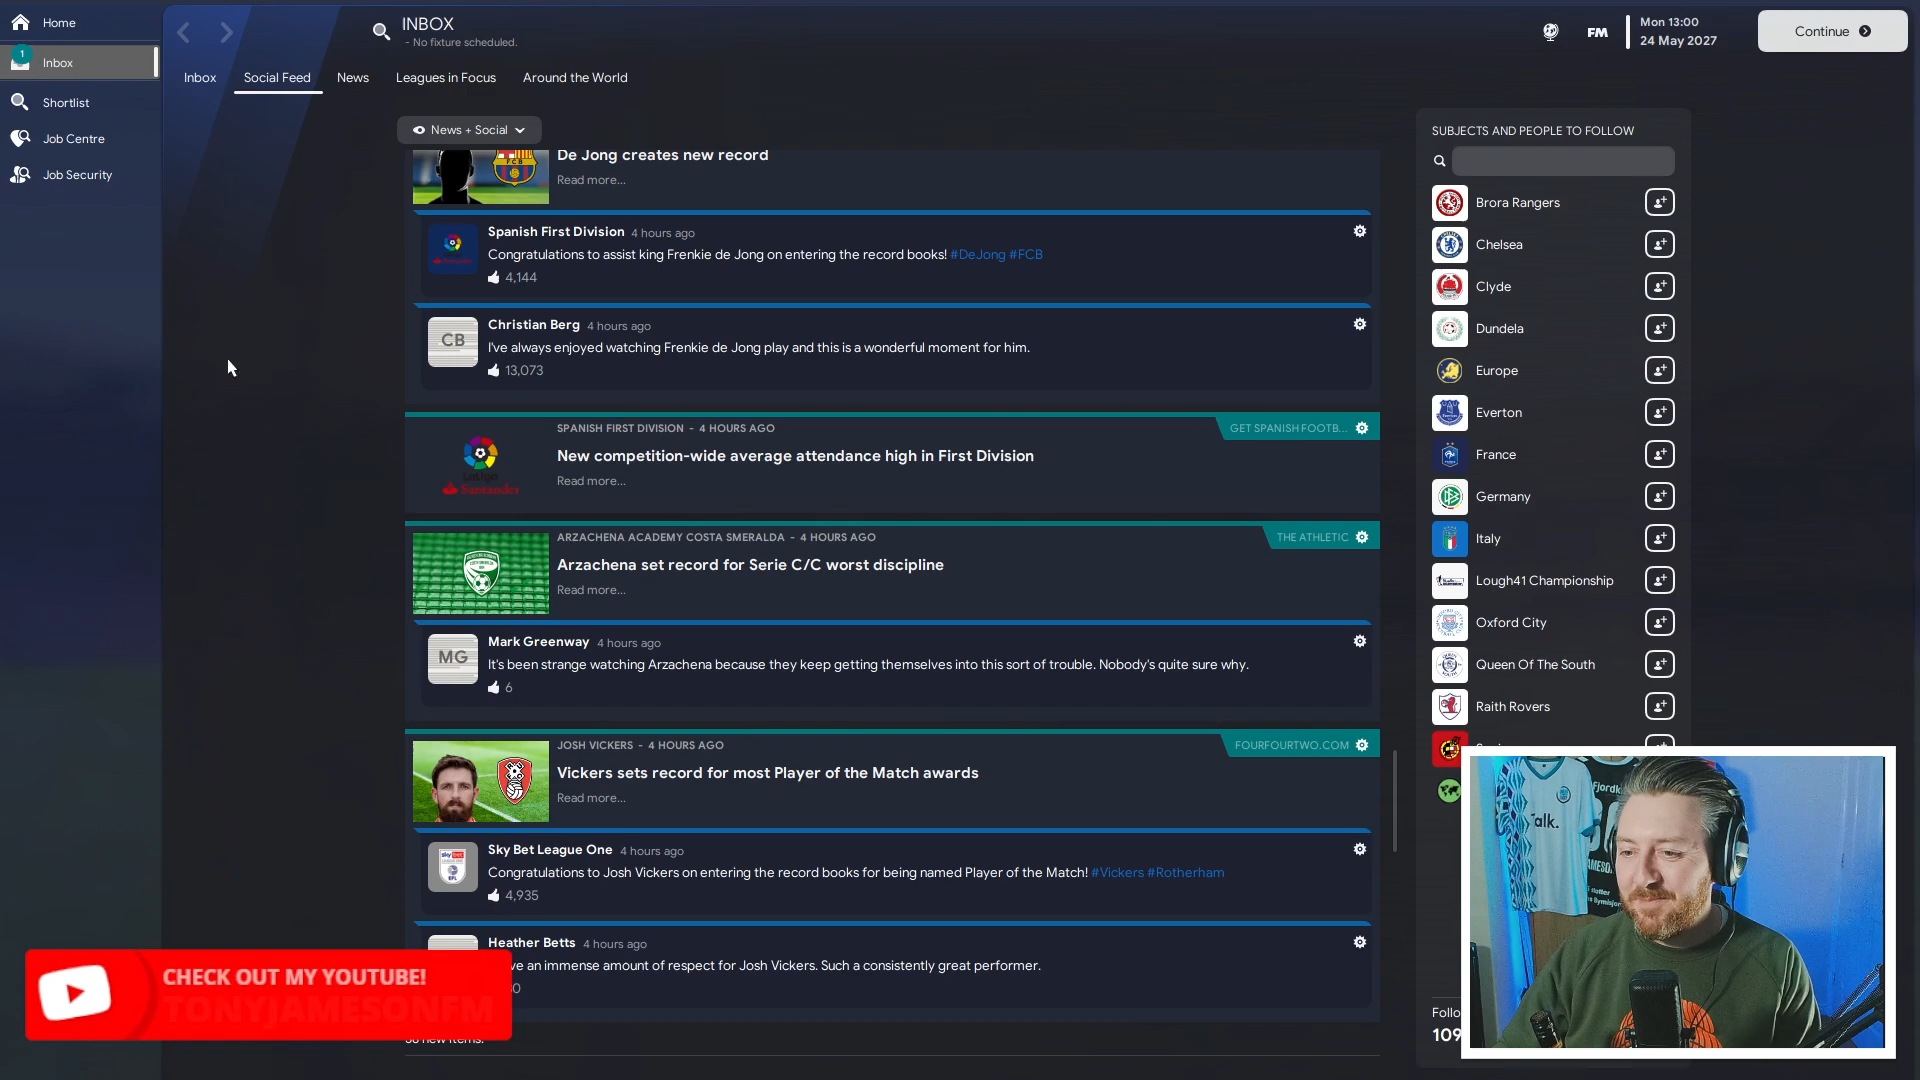 Home
INBOX
- No fixture scheduled.
FM
Mon 13:00
24 May 2027
Continue
1
Inbox
Shortlist
Job Centre
Job Security
Inbox
Social Feed
News
Leagues in Focus
Around the World
News + Social
De Jong creates new record
Read more...
Spanish First Division 4 hours ago
Congratulations to assist king Frenkie de Jong on entering the record books! #DeJong #FCB
4,144
CB
Christian Berg 4 hours ago
I've always enjoyed watching Frenkie de Jong play and this is a wonderful moment for him.
13,073
SPANISH FIRST DIVISION - 4 HOURS AGO
GET SPANISH FOOTB...
New competition-wide average attendance high in First Division
Read more...
Santander
ARZACHENA ACADEMY COSTA SMERALDA - 4 HOURS AGO
THE ATHLETIC
Arzachena set record for Serie C/C worst discipline
Read more...
MG
Mark Greenway 4 hours ago
It's been strange watching Arzachena because they keep getting themselves into this sort of trouble. Nobody's quite sure why.
6
JOSH VICKERS - 4 HOURS AGO
FOURFOURTWO.COM
Vickers sets record for most Player of the Match awards
Read more...
Sky Bet League One 4 hours ago
Congratulations to Josh Vickers on entering the record books for being named Player of the Match! #Vickers #Rotherham
4,935
Heather Betts 4 hours ago
an immense amount of respect for Josh Vickers. Such a consistently great performer.
new items.
SUBJECTS AND PEOPLE TO FOLLOW
Brora Rangers
Chelsea
Clyde
Dundela
Europe
Everton
France
Germany
Italy
Lough41 Championship
Oxford City
Queen Of The South
Raith Rovers
Follo
109
CHECK OUT MY YOUTUBE!
TONYJAMESONFM
Talk.